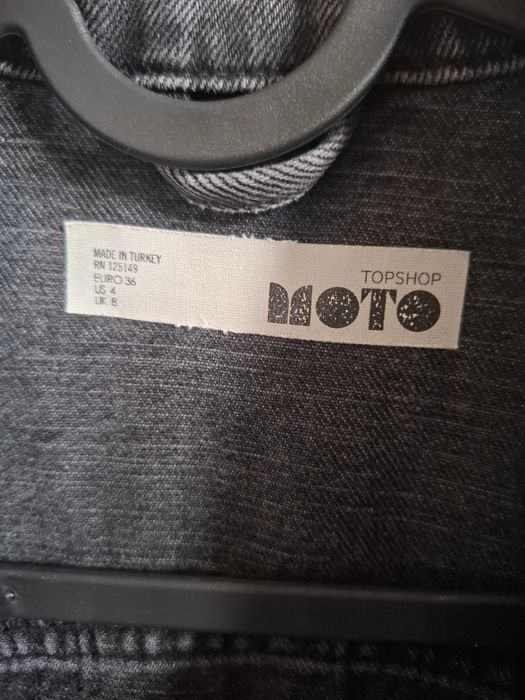 MADE IN TURKEY
RN 125149
EURO 36
US 4
UK 8
TOPSHOP
MOTO